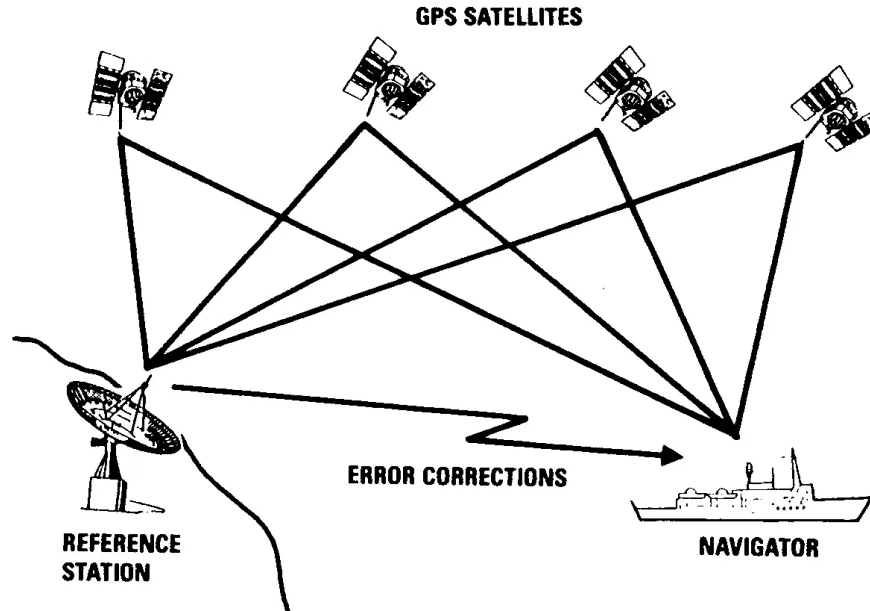 GPS SATELLITES
ERROR CORRECTIONS
REFERENCE
STATION
NAVIGATOR